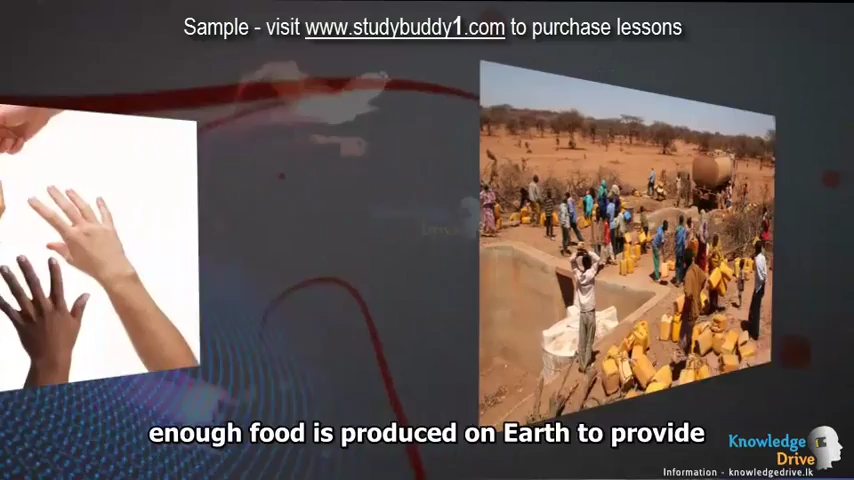 Sample - visit www.studybuddy1.com to purchase lessons
enough food is produced on Earth to provide
Knowledge
Drive
Information - knowledgedrive.lk